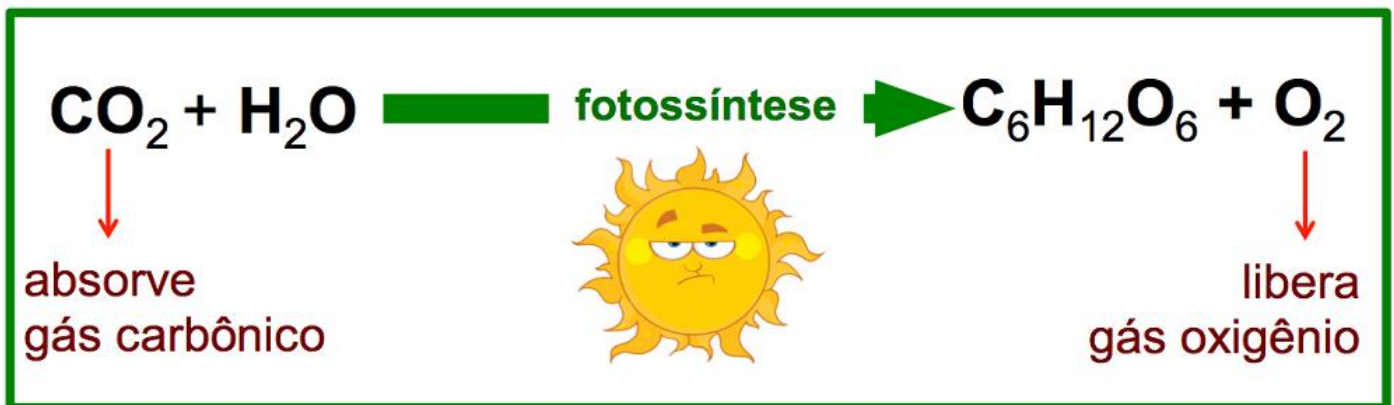 CO₂ + H₂O fotossíntese C₆H₁₂O₆ + O₂
absorve
gás carbônico
libera
gás oxigênio